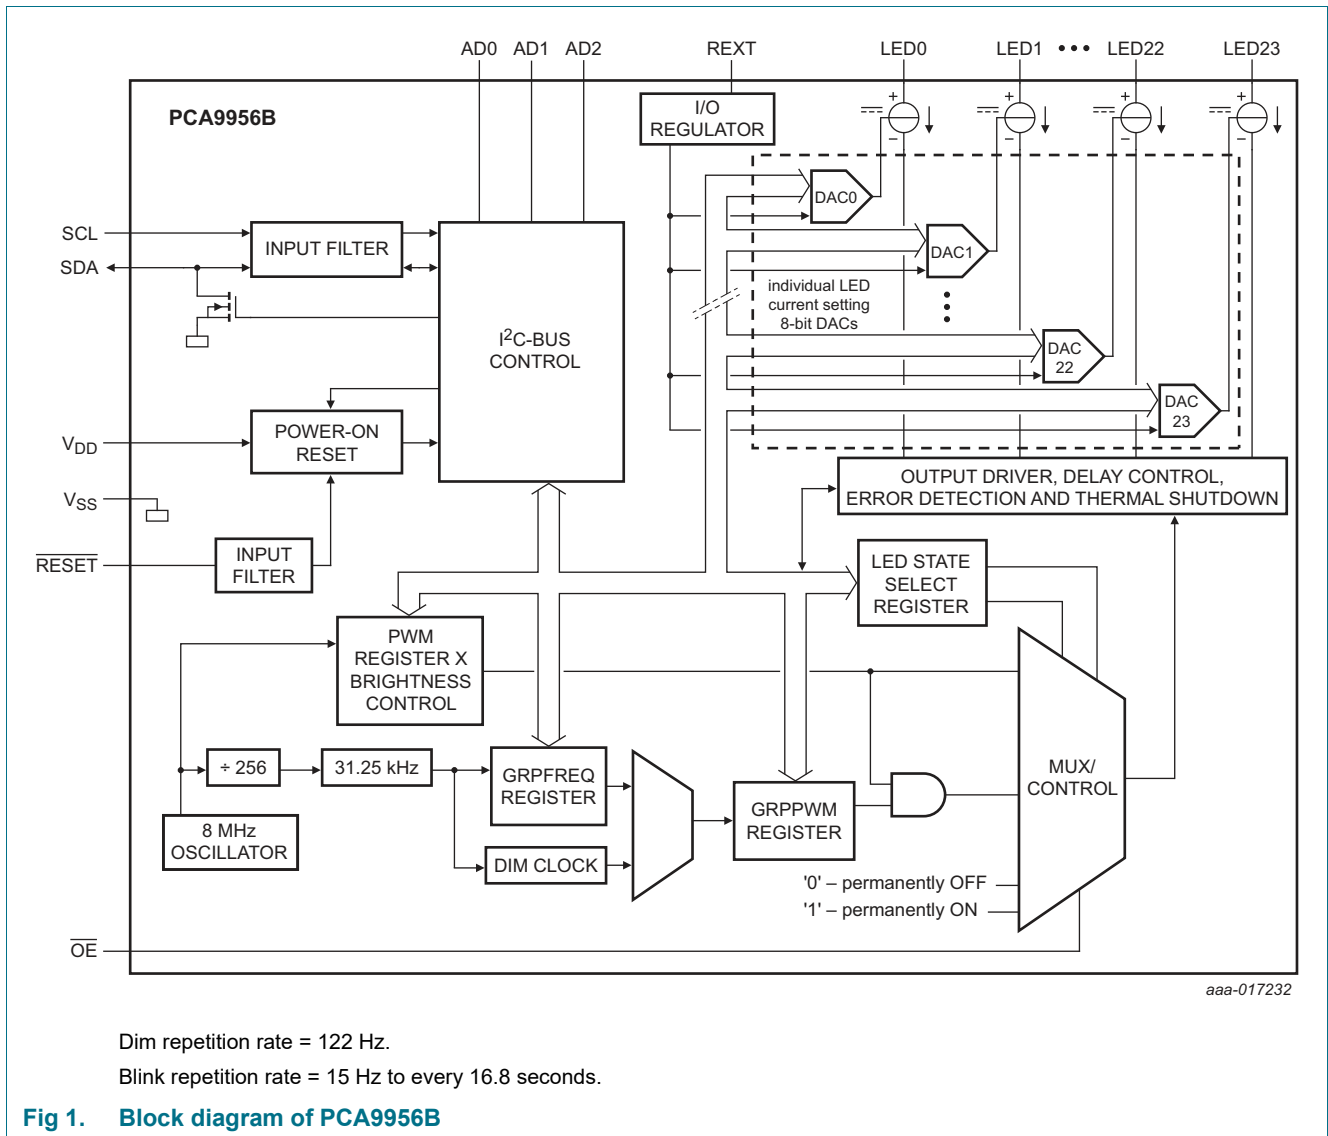 AD0 AD1 AD2 REXT LED0 LED1 ••• LED22 LED23
PCA9956B
I/O
REGULATOR
+ + + +
− − − −
DAC0
SCL
SDA
INPUT FILTER
DAC1
individual LED
current setting
8-bit DACs
I²C-BUS
CONTROL
DAC
22
DAC
23
VDD
POWER-ON
RESET
VSS
OUTPUT DRIVER, DELAY CONTROL,
ERROR DETECTION AND THERMAL SHUTDOWN
RESET
INPUT
FILTER
LED STATE
SELECT
REGISTER
PWM
REGISTER X
BRIGHTNESS
CONTROL
÷ 256
31.25 kHz
GRPFREQ
REGISTER
MUX/
CONTROL
GRPPWM
REGISTER
8 MHz
OSCILLATOR
DIM CLOCK
'0' – permanently OFF
'1' – permanently ON
OE
aaa-017232
Dim repetition rate = 122 Hz.
Blink repetition rate = 15 Hz to every 16.8 seconds.
Fig 1. Block diagram of PCA9956B